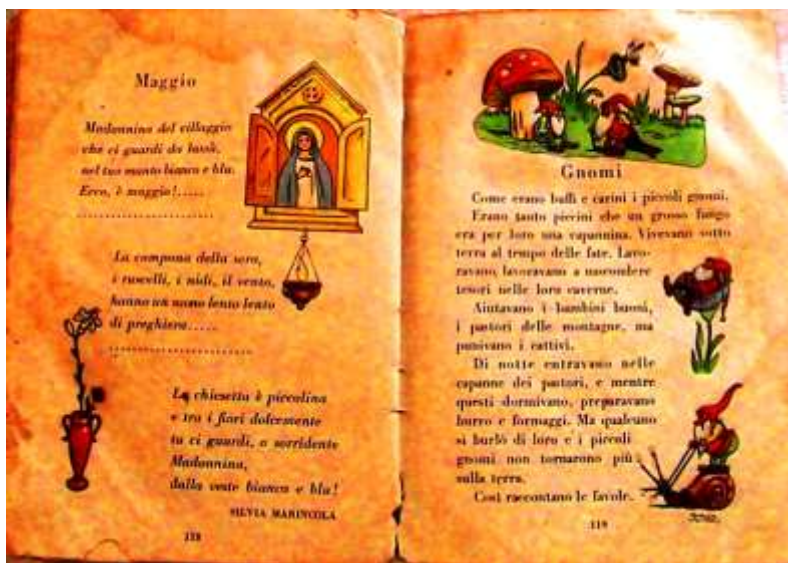 Maggio
Madonnina del villaggio
che ci guardi da lassù,
nel tuo manto bianco e blu.
Ecco, è maggio!.....
.......................
La campana della sera,
i ruscelli, i nidi, il vento,
hanno un suono lento lento
di preghiera.....
.......................
La chiesetta è piccolina
e tra i fiori dolcemente
tu ci guardi, o sorridente
Madonnina,
dalla veste bianca e blu!
SILVIA MARINCOLA
118
Gnomi
Come erano buffi e carini i piccoli gnomi.
Erano tanto piccini che un grosso fungo
era per loro una capannina. Vivevano sotto
terra al tempo delle fate. Lavo-
ravano, lavoravano a nascondere
tesori nelle loro caverne.
Aiutavano i bambini buoni,
i pastori delle montagne, ma
punivano i cattivi.
Di notte entravano nelle
capanne dei pastori, e mentre
questi dormivano, preparavano
burro e formaggi. Ma qualcuno
si burlò di loro e i piccoli
gnomi non tornarono più
sulla terra.
Così raccontano le favole.
119